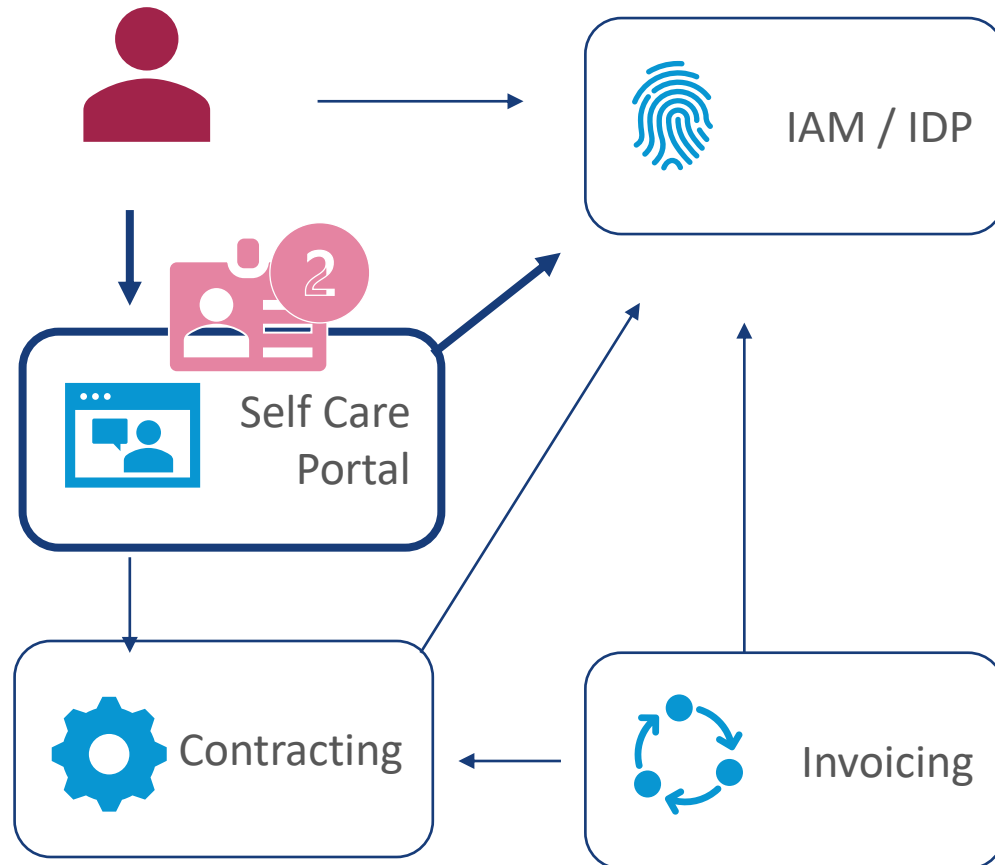 IAM / IDP
2
Self Care
Portal
Contracting
Invoicing